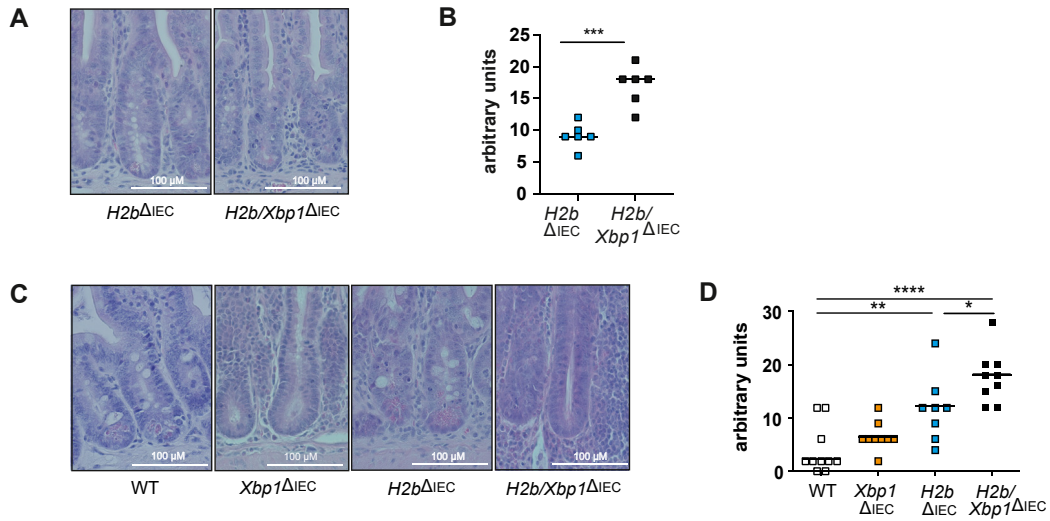 A
100 µM
100 µM
H2bΔIEC
H2b/Xbp1ΔIEC
B
arbitrary units
25
20
15
10
5
0
***
H2b
ΔIEC
H2b/
Xbp1ΔIEC
C
100 µM
100 µM
100 µM
100 µM
WT
Xbp1ΔIEC
H2bΔIEC
H2b/Xbp1ΔIEC
D
arbitrary units
30
20
10
0
****
**
*
WT
Xbp1
ΔIEC
H2b
ΔIEC
H2b/
Xbp1ΔIEC